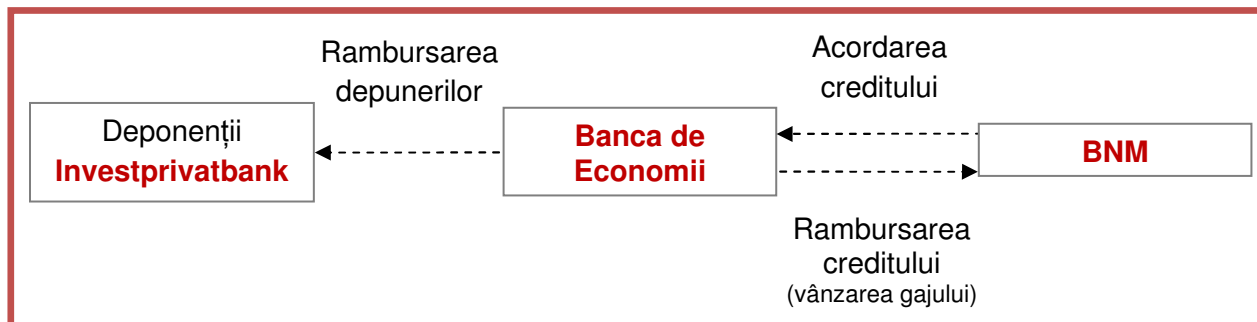 Rambursarea
depunerilor
Acordarea
creditului
Deponenții
Investprivatbank
Banca de
Economii
BNM
Rambursarea
creditului
(vânzarea gajului)